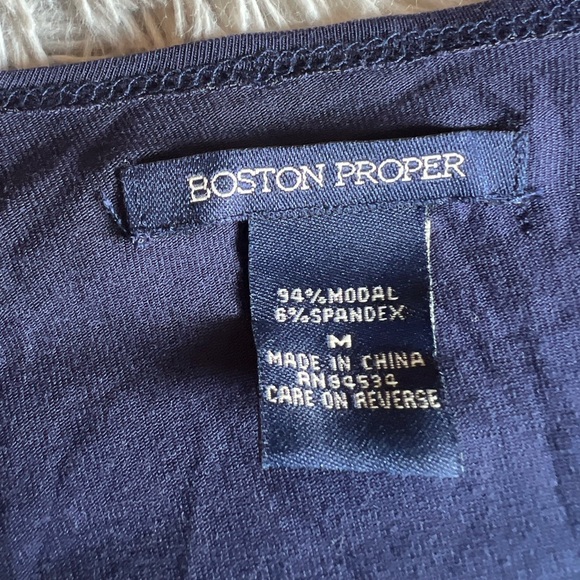 BOSTON PROPER
94%MODAL
6%SPANDEX
M
MADE IN CHINA
RN94534
CARE ON REVERSE